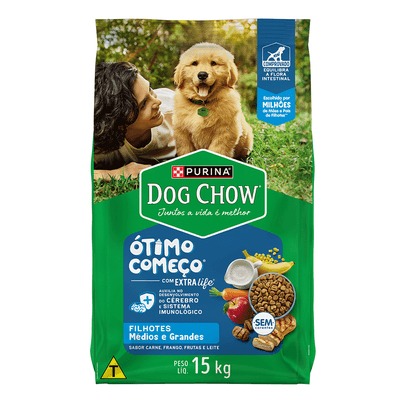 COMPROVADO
EQUILIBRA
A FLORA
INTESTINAL
Escolhido por
MILHÕES
de Mães e Pais
de Filhotes*
PURINA®
DOG CHOW®
Juntos a vida é melhor
ÓTIMO
COMEÇO®
COM EXTRA life®
AUXILIA NO
DESENVOLVIMENTO
DO CÉREBRO
E SISTEMA
IMUNOLÓGICO
FILHOTES
Médios e Grandes
SABOR CARNE, FRANGO, FRUTAS E LEITE
SEM
CORANTES
T
PESO
LÍQ.
15 kg